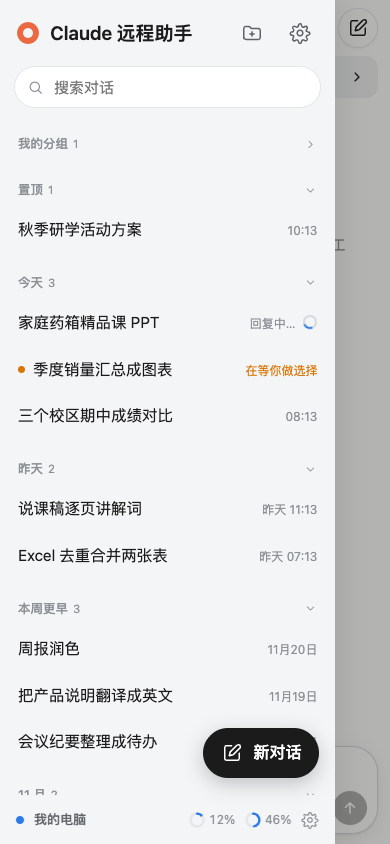 Claude 远程助手
搜索对话
我的分组 1
置顶 1
秋季研学活动方案 10:13
工
今天 3
家庭药箱精品课 PPT 回复中...
季度销量汇总成图表 在等你做选择
三个校区期中成绩对比 08:13
昨天 2
说课稿逐页讲解词 昨天 11:13
Excel 去重合并两张表 昨天 07:13
本周更早 3
周报润色 11月20日
把产品说明翻译成英文 11月19日
会议纪要整理成待办
新对话
11月 2
我的电脑 12% 46%